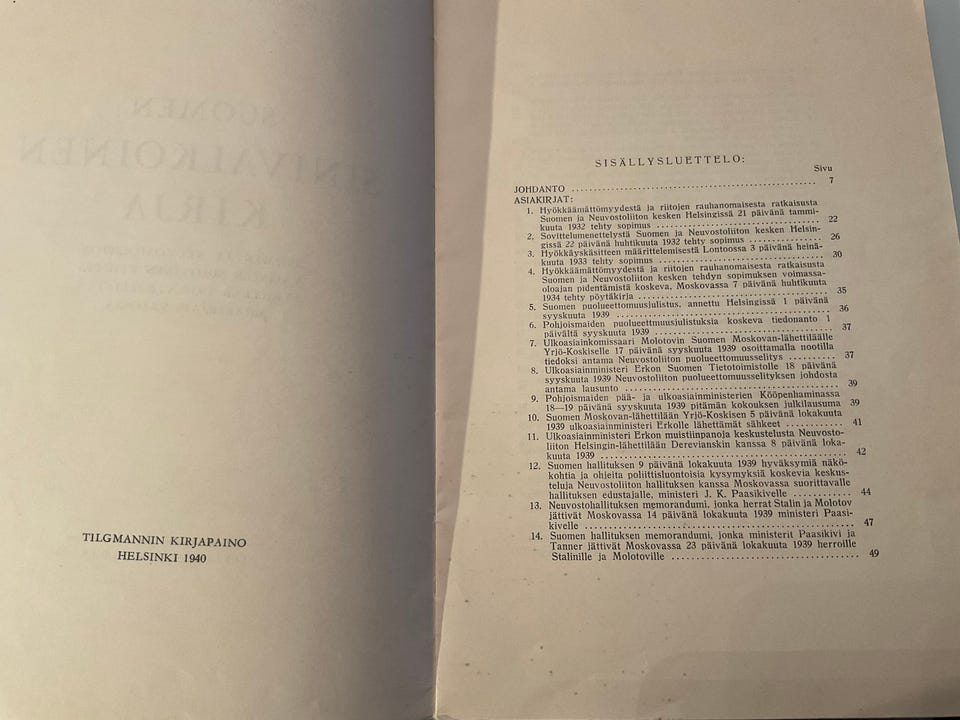 SUOMEN
SINIVALKOINEN
KIRJA
TILGMANNIN KIRJAPAINO
HELSINKI 1940
SISÄLLYSLUETTELO:
Sivu
JOHDANTO ........................................ 7
ASIAKIRJAT:
1. Hyökkäämättömyydestä ja riitojen rauhanomaisesta ratkaisusta
Suomen ja Neuvostoliiton kesken Helsingissä 21 päivänä tammi-
kuuta 1932 tehty sopimus ........................ 22
2. Sovittelumenettelystä Suomen ja Neuvostoliiton kesken Helsin-
gissä 22 päivänä huhtikuuta 1932 tehty sopimus ............ 26
3. Hyökkäyskäsitteen määrittelemisestä Lontoossa 3 päivänä heinä-
kuuta 1933 tehty sopimus ........................ 30
4. Hyökkäämättömyydestä ja riitojen rauhanomaisesta ratkaisusta
Suomen ja Neuvostoliiton kesken tehdyn sopimuksen voimassa-
oloajan pidentämistä koskeva, Moskovassa 7 päivänä huhtikuuta
1934 tehty pöytäkirja ........................ 35
5. Suomen puolueettomuusjulistus, annettu Helsingissä 1 päivänä
syyskuuta 1939 ........................ 36
6. Pohjoismaiden puolueettmuusjulistuksia koskeva tiedonanto 1
päivältä syyskuuta 1939 ........................ 37
7. Ulkoasiainkomissaari Molotovin Suomen Moskovan-lähettiläälle
Yrjö-Koskiselle 17 päivänä syyskuuta 1939 osoittamalla nootilla
tiedoksi antama Neuvostoliiton puolueettomuusselitys .......... 37
8. Ulkoasiainministeri Erkon Suomen Tietotoimistolle 18 päivänä
syyskuuta 1939 Neuvostoliiton puolueettomuusselityksen johdosta
antama lausunto ........................ 39
9. Pohjoismaiden pää- ja ulkoasiainministerien Kööpenhaminassa
18—19 päivänä syyskuuta 1939 pitämän kokouksen julkilausuma 39
10. Suomen Moskovan-lähettilään Yrjö-Koskisen 5 päivänä lokakuuta
1939 ulkoasiainministeri Erkolle lähettämät sähkeet ............ 41
11. Ulkoasiainministeri Erkon muistiinpanoja keskustelusta Neuvosto-
liiton Helsingin-lähettilään Derevianskin kanssa 8 päivänä loka-
kuuta 1939 ........................ 42
12. Suomen hallituksen 9 päivänä lokakuuta 1939 hyväksymiä näkö-
kohtia ja ohjeita poliittisluontoisia kysymyksiä koskevia keskus-
teluja Neuvostoliiton hallituksen kanssa Moskovassa suorittavalle
hallituksen edustajalle, ministeri J. K. Paasikivelle ............ 44
13. Neuvostohallituksen memorandumi, jonka herrat Stalin ja Molotov
jättivät Moskovassa 14 päivänä lokakuuta 1939 ministeri Paasi-
kivelle ........................ 47
14. Suomen hallituksen memorandumi, jonka ministerit Paasikivi ja
Tanner jättivät Moskovassa 23 päivänä lokakuuta 1939 herroille
Stalinille ja Molotoville ........................ 49